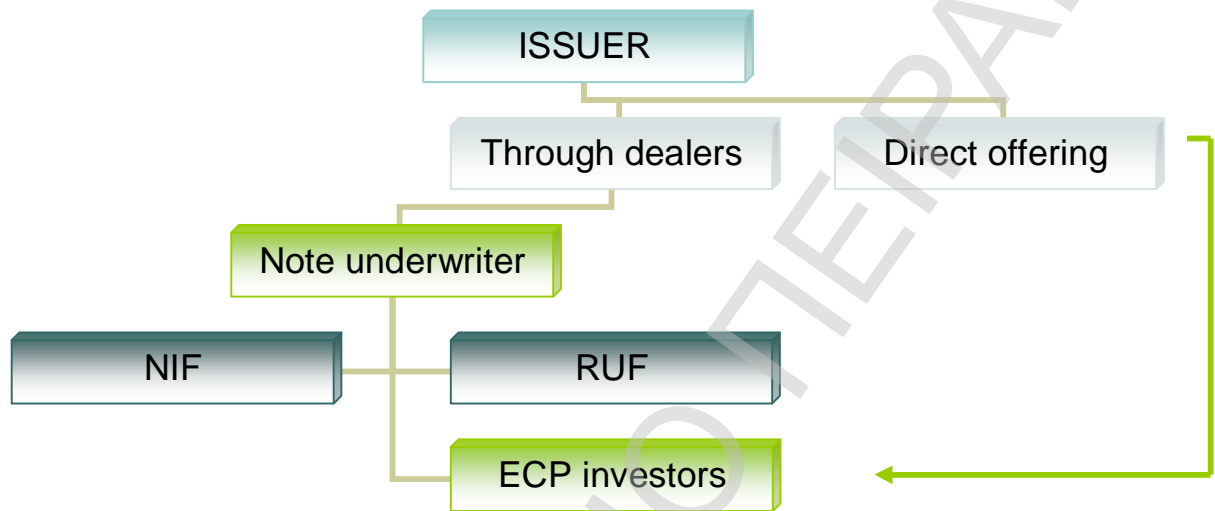 ISSUER
Through dealers
Direct offering
Note underwriter
NIF
RUF
ECP investors